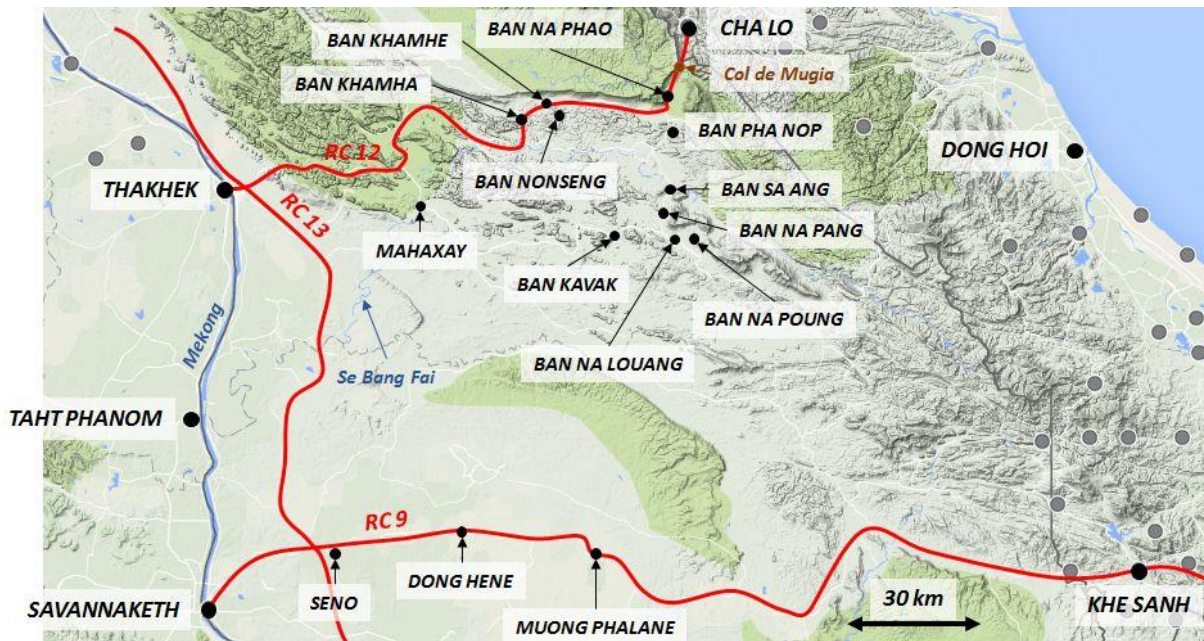 BAN NA PHAO
CHA LO
BAN KHAMHE
Col de Mugia
BAN KHAMHA
BAN PHA NOP
DONG HOI
RC 12
BAN NONSENG
THAKHEK
BAN SA ANG
RC 13
BAN NA PANG
MAHAXAY
BAN KAVAK
BAN NA POUNG
Mekong
BAN NA LOUANG
Se Bang Fai
TAHT PHANOM
RC 9
DONG HENE
SENO
30 km
SAVANNAKETH
KHE SANH
MUONG PHALANE